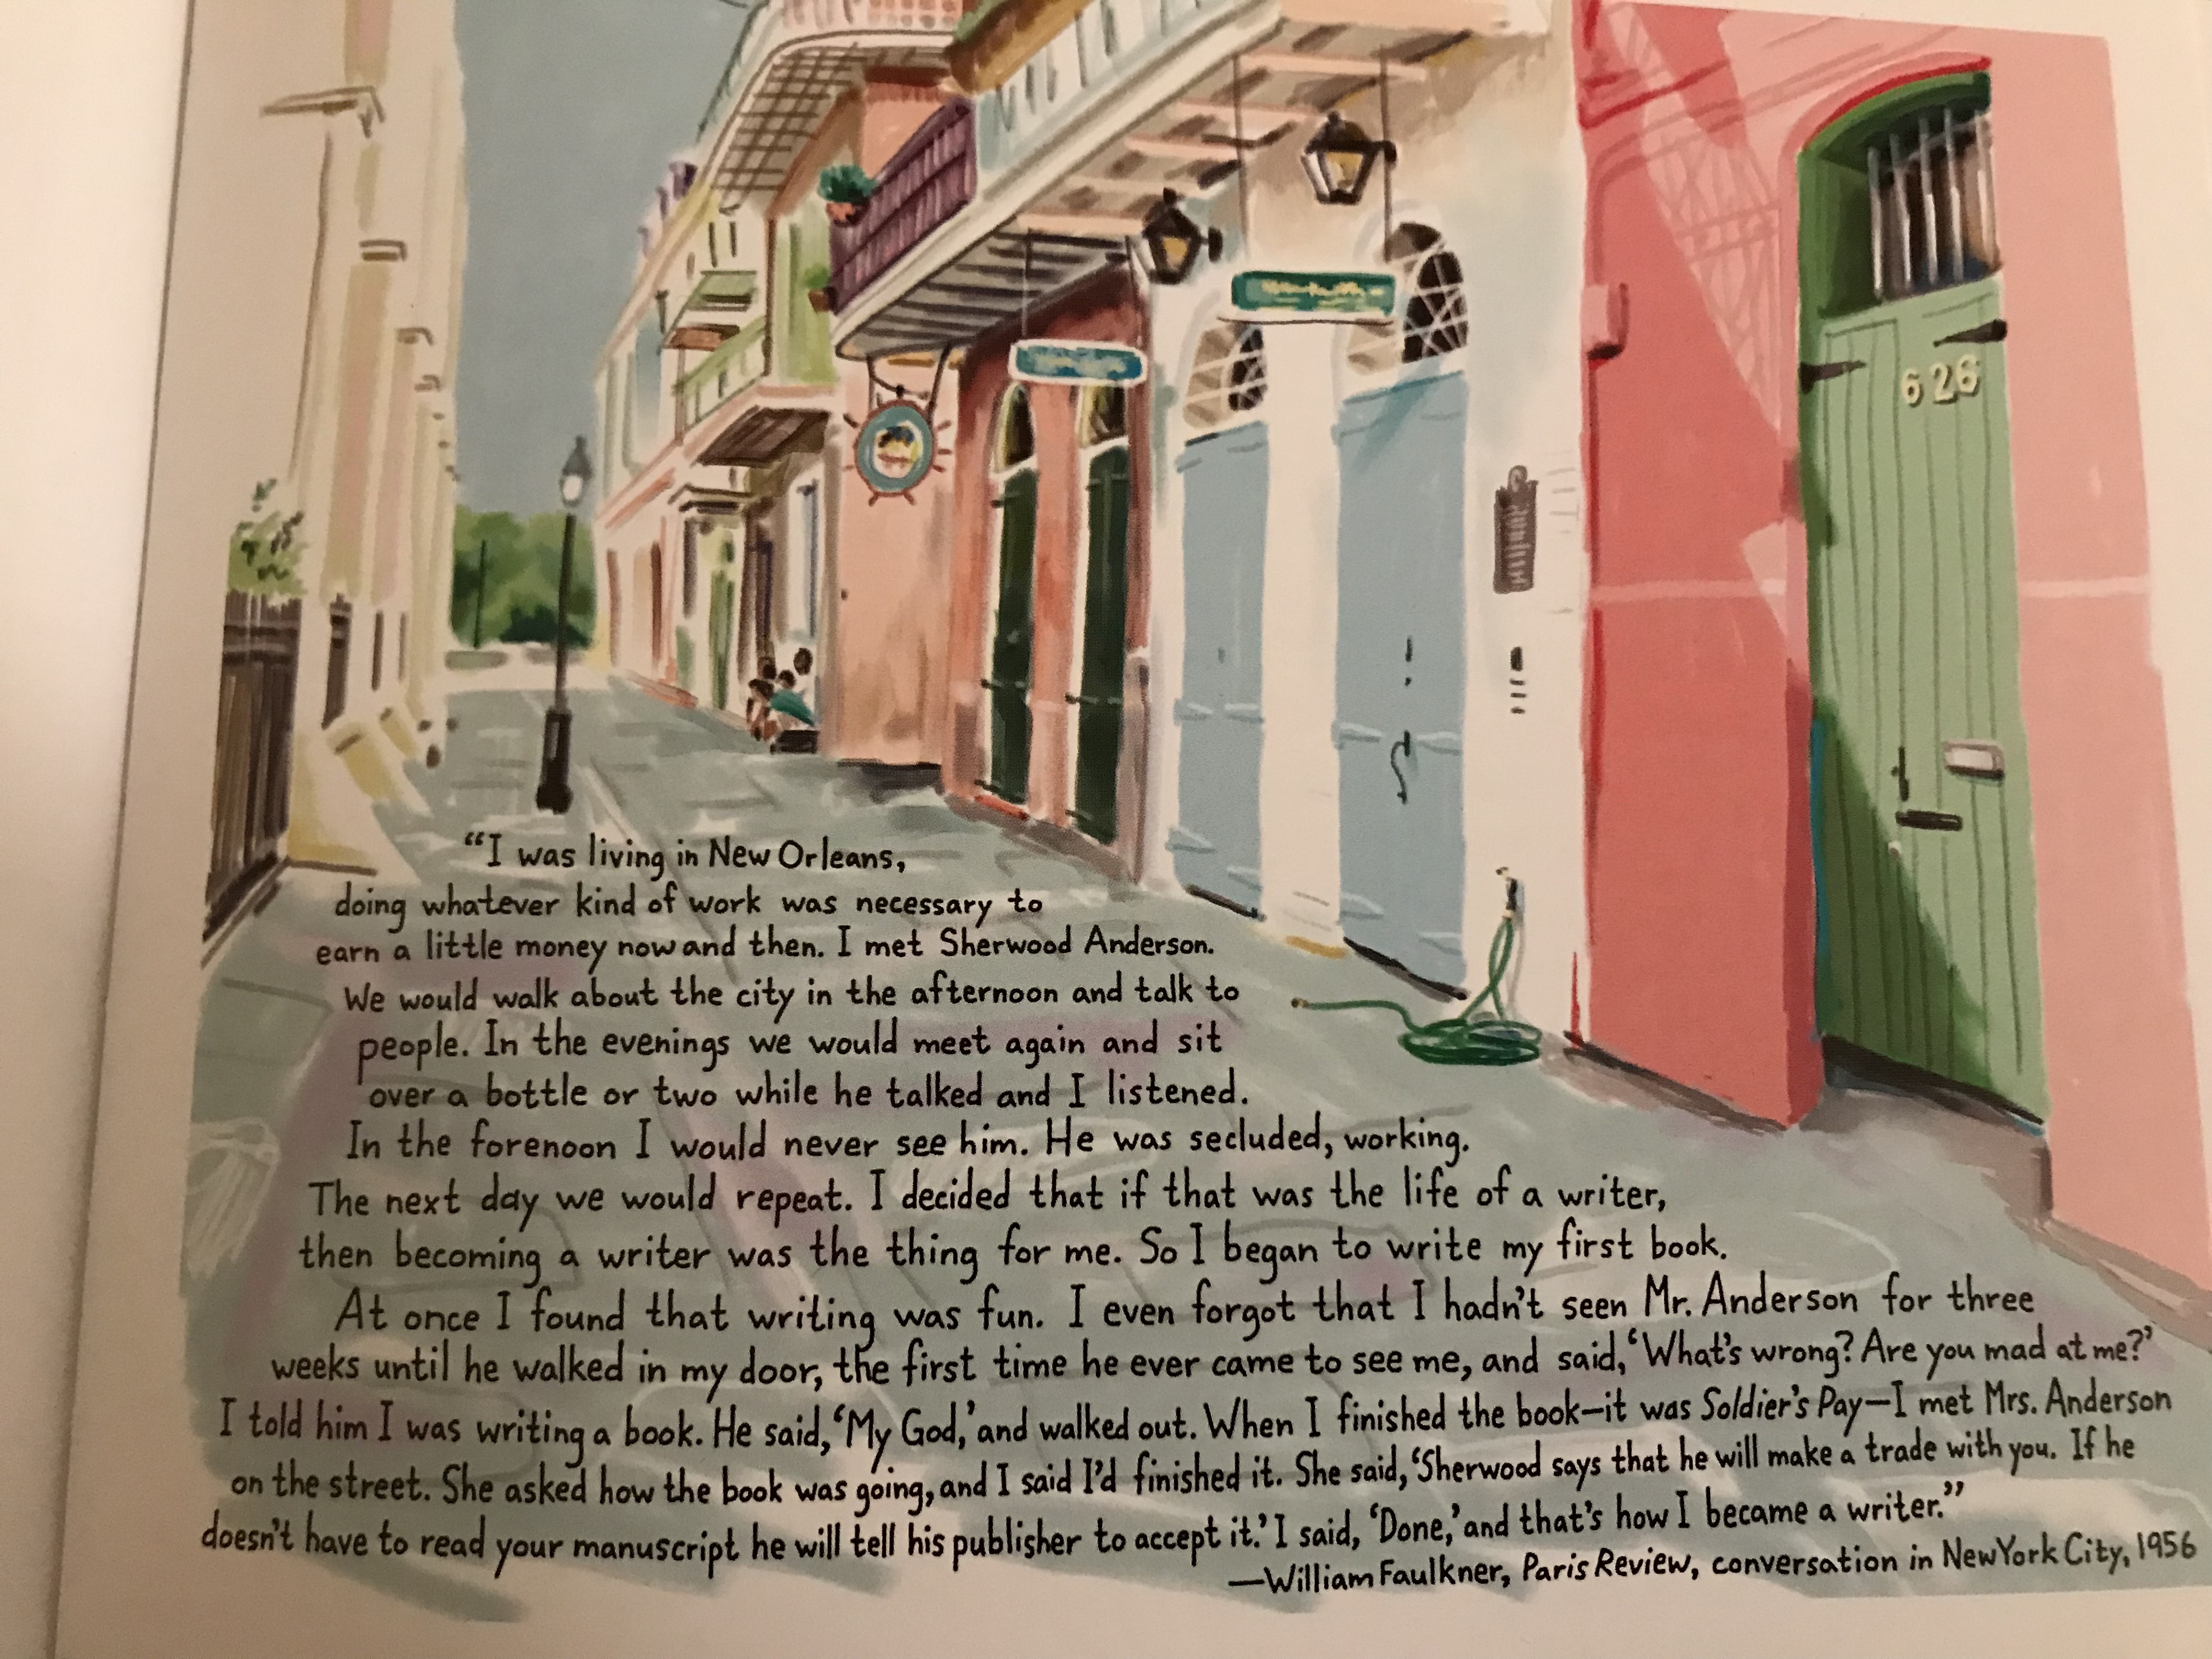 626
“I was living in New Orleans,
doing whatever kind of work was necessary to
earn a little money now and then. I met Sherwood Anderson.
We would walk about the city in the afternoon and talk to
people. In the evenings we would meet again and sit
over a bottle or two while he talked and I listened.
In the forenoon I would never see him. He was secluded, working.
The next day we would repeat. I decided that if that was the life of a writer,
then becoming a writer was the thing for me. So I began to write my first book.
At once I found that writing was fun. I even forgot that I hadn't seen Mr. Anderson for three
weeks until he walked in my door, the first time he ever came to see me, and said, ‘What's wrong? Are you mad at me?’
I told him I was writing a book. He said, ‘My God,’ and walked out. When I finished the book—it was Soldier's Pay—I met Mrs. Anderson
on the street. She asked how the book was going, and I said I'd finished it. She said, ‘Sherwood says that he will make a trade with you. If he
doesn't have to read your manuscript he will tell his publisher to accept it.’ I said, ‘Done,’ and that's how I became a writer.”
—William Faulkner, Paris Review, conversation in New York City, 1956